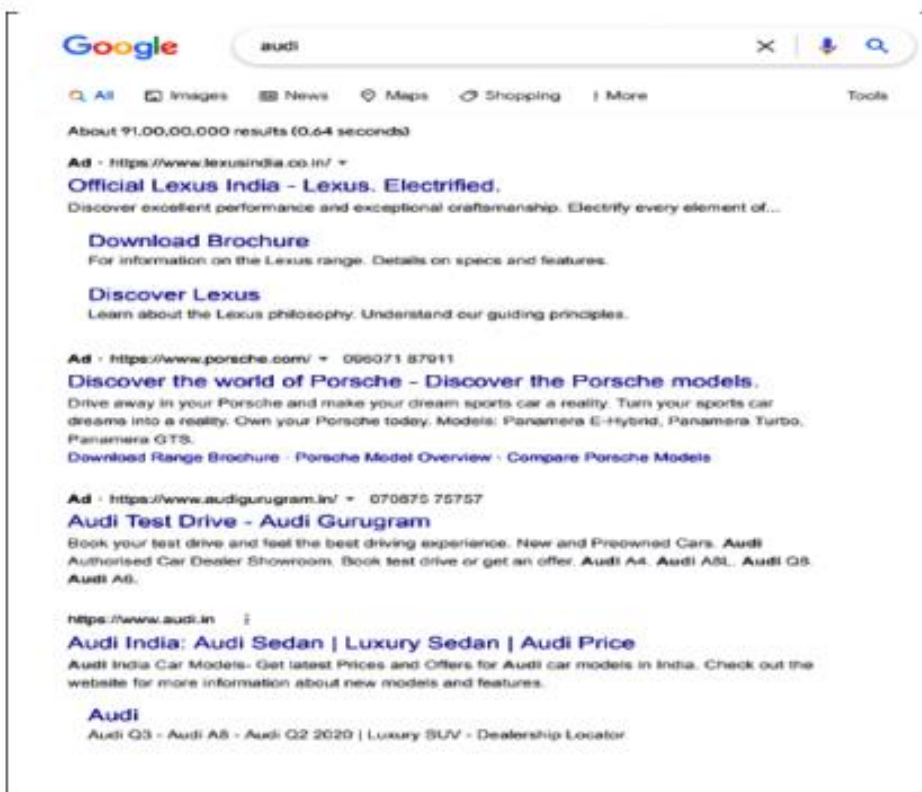 Google
audi
All Images News Maps Shopping More Tools
About 91,00,00,000 results (0.64 seconds)
Ad · https://www.lexusindia.co.in/
Official Lexus India - Lexus. Electrified.
Discover excellent performance and exceptional craftsmanship. Electrify every element of...
Download Brochure
For information on the Lexus range. Details on specs and features.
Discover Lexus
Learn about the Lexus philosophy. Understand our guiding principles.
Ad · https://www.porsche.com/ 096071 87911
Discover the world of Porsche - Discover the Porsche models.
Drive away in your Porsche and make your dream sports car a reality. Turn your sports car
dreams into a reality. Own your Porsche today. Models: Panamera E-Hybrid, Panamera Turbo,
Panamera GTS.
Download Range Brochure · Porsche Model Overview · Compare Porsche Models
Ad · https://www.audigurugram.in/ 070875 75757
Audi Test Drive - Audi Gurugram
Book your test drive and feel the best driving experience. New and Preowned Cars. Audi
Authorised Car Dealer Showroom. Book test drive or get an offer. Audi A4. Audi A8L. Audi Q8.
Audi A6.
https://www.audi.in
Audi India: Audi Sedan | Luxury Sedan | Audi Price
Audi India Car Models- Get latest Prices and Offers for Audi car models in India. Check out the
website for more information about new models and features.
Audi
Audi Q3 - Audi A8 - Audi Q2 2020 | Luxury SUV - Dealership Locator